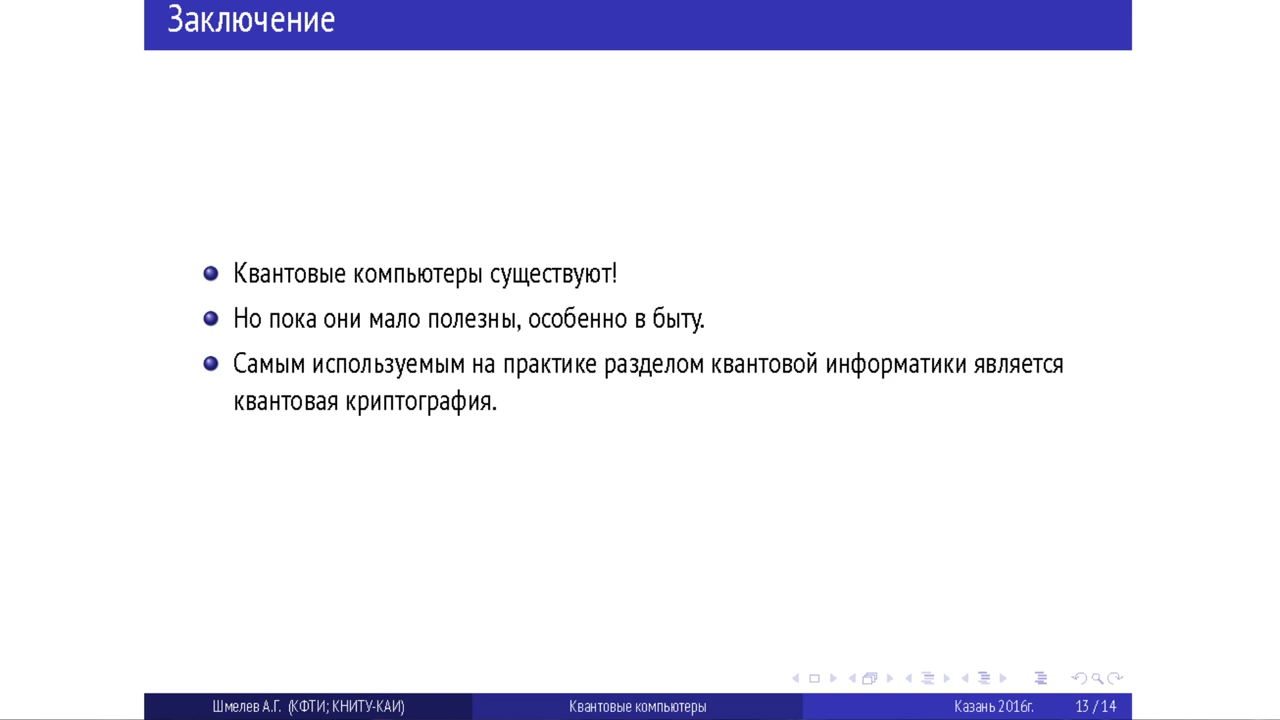 Заключение
Квантовые компьютеры существуют!
Но пока они мало полезны, особенно в быту.
Самым используемым на практике разделом квантовой информатики является
квантовая криптография.
Шмелев А.Г. (КФТИ; КНИТУ-КАИ) Квантовые компьютеры Казань 2016г. 13 / 14